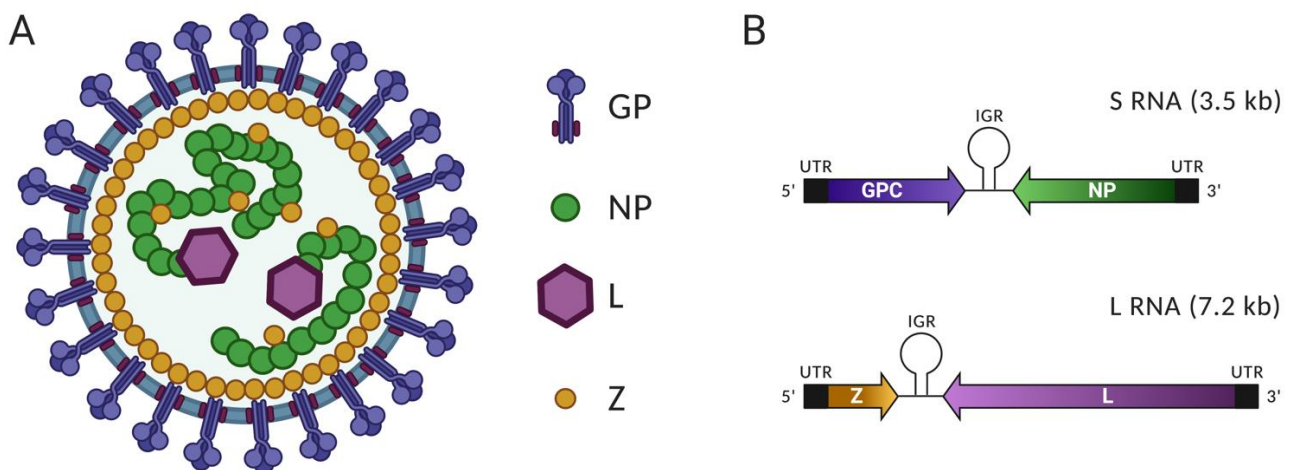 A
GP
NP
L
Z
B
S RNA (3.5 kb)
IGR
UTR
UTR
5' GPC NP 3'
L RNA (7.2 kb)
IGR
UTR
UTR
5' Z L 3'